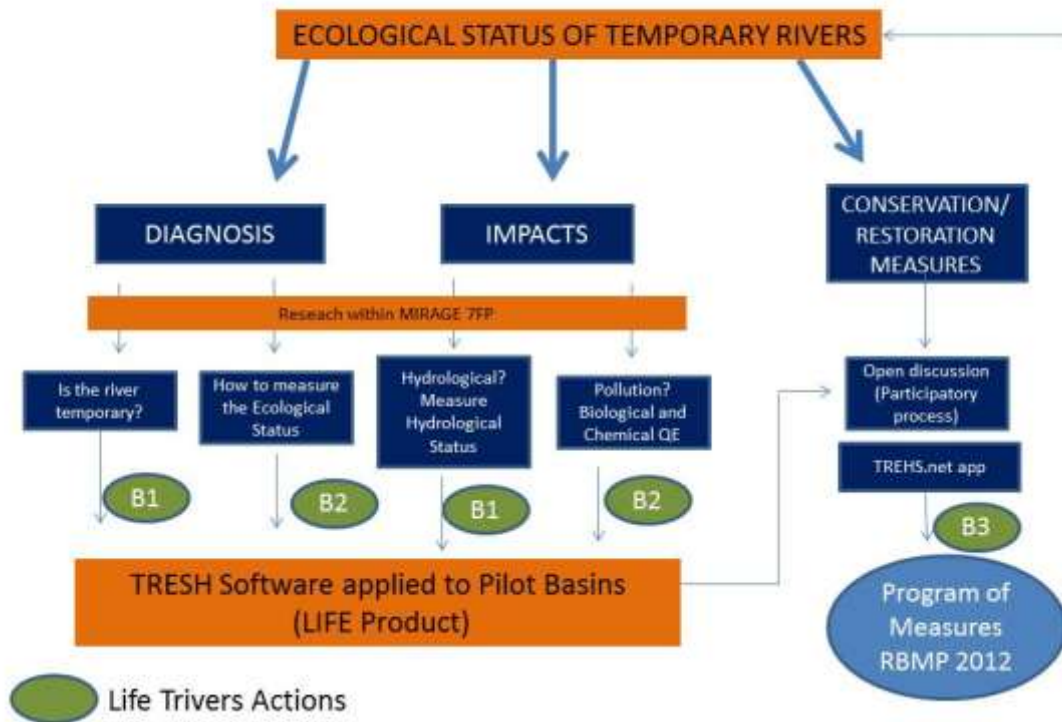 ECOLOGICAL STATUS OF TEMPORARY RIVERS
DIAGNOSIS
IMPACTS
CONSERVATION/
RESTORATION
MEASURES
Reseach within MIRAGE 7FP
Is the river
temporary?
How to measure
the Ecological
Status
Hydrological?
Measure
Hydrological
Status
Pollution?
Biological and
Chemical QE
Open discussion
(Participatory
process)
TREHS.net app
B1
B2
B1
B2
B3
TRESH Software applied to Pilot Basins
(LIFE Product)
Program of
Measures
RBMP 2012
Life Trivers Actions